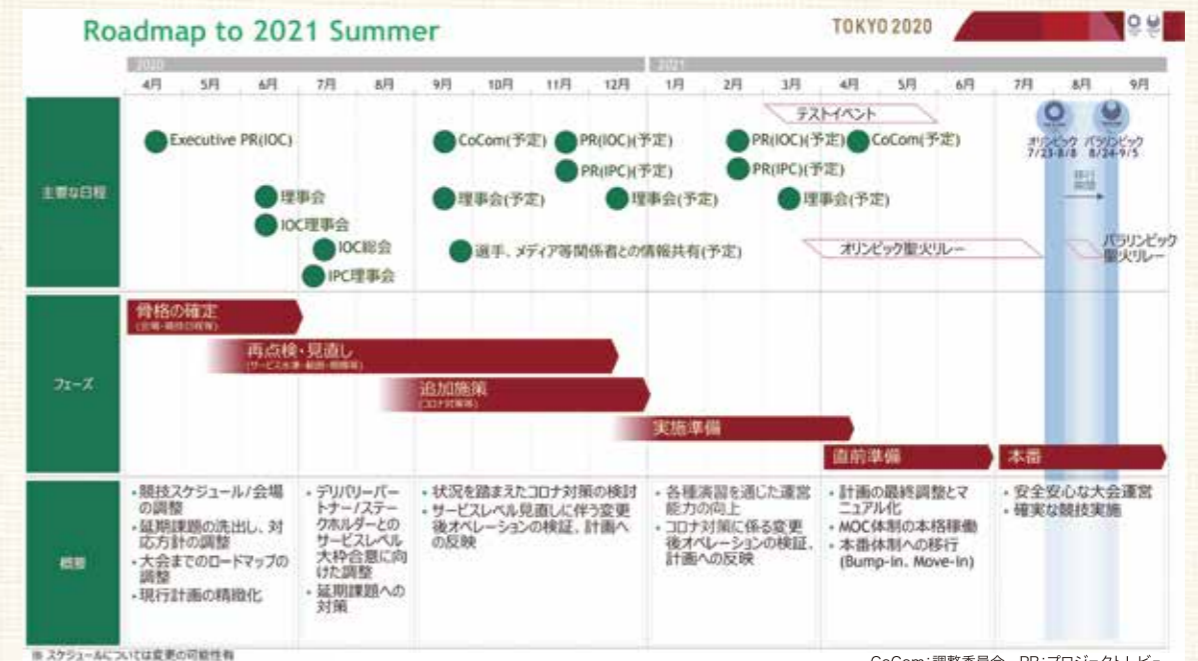 Roadmap to 2021 Summer
TOKYO 2020
2020
2021
4月 5月 6月 7月 8月 9月 10月 11月 12月 1月 2月 3月 4月 5月 6月 7月 8月 9月
主要な日程
テストイベント
Executive PR(IOC)
CoCom(予定)
PR(IOC)(予定)
PR(IOC)(予定)
CoCom(予定)
オリンピック
7/23-8/8
パラリンピック
8/24-9/5
PR(IPC)(予定)
PR(IPC)(予定)
移行
期間
理事会
理事会(予定)
理事会(予定)
理事会(予定)
IOC理事会
IOC総会
選手、メディア等関係者との情報共有(予定)
オリンピック聖火リレー
パラリンピック
聖火リレー
IPC理事会
フェーズ
骨格の確定
(会場・競技日程等)
再点検・見直し
追加施策
(コロナ対策等)
実施準備
直前準備
本番
概要
・競技スケジュール/会場
の調整
・延期課題の洗出し、対
応方針の調整
・大会までのロードマップの
調整
・現行計画の精緻化
・デリバリーパー
トナー/ステー
クホルダーとの
サービスレベル
大枠合意に向
けた調整
・延期課題への
対策
・状況を踏まえたコロナ対策の検討
・サービスレベル見直しに伴う変更
後オペレーションの検証、計画へ
の反映
・各種演習を通じた運営
能力の向上
・コロナ対策に係る変更
後オペレーションの検証、
計画への反映
・計画の最終調整とマ
ニュアル化
・MOC体制の本格稼働
・本番体制への移行
(Bump-in、Move-in)
・安全安心な大会運営
・確実な競技実施
※ スケジュールについては変更の可能性有
CoCom：調整委員会 PR：プロジェクトレビュー